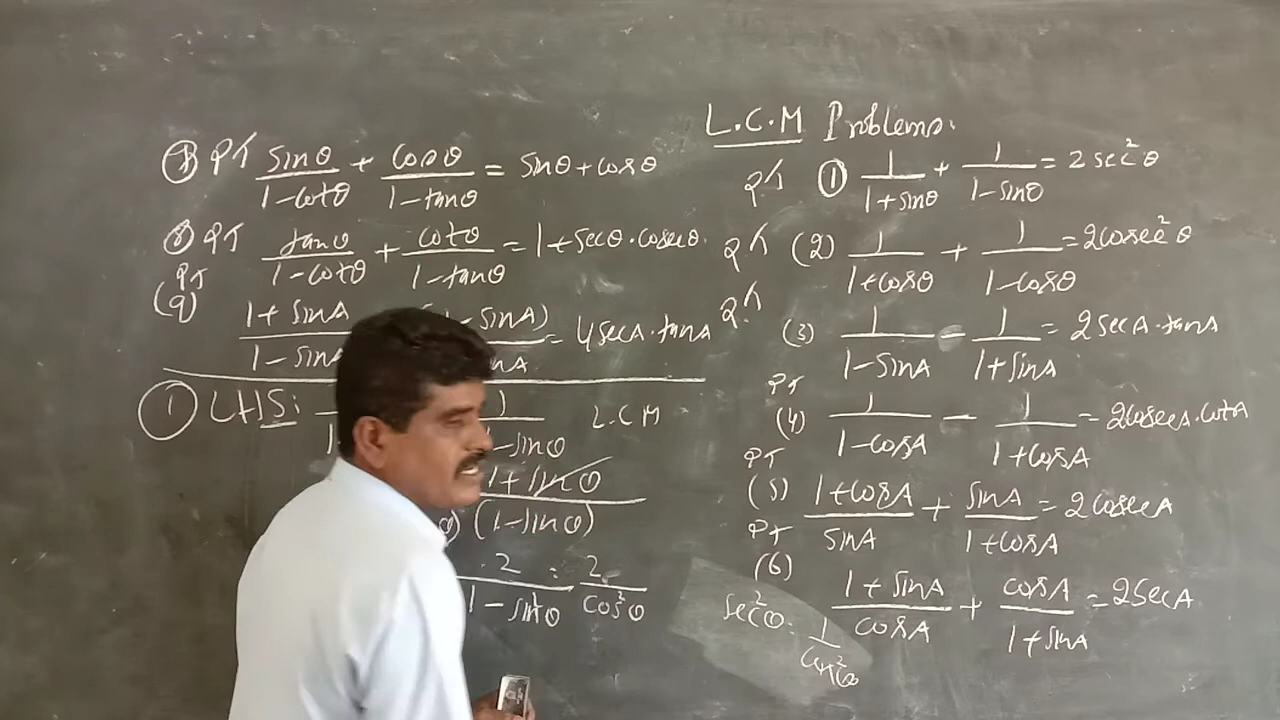 L.C.M Problems.
PT ① 1/(1+sinθ) + 1/(1-sinθ) = 2sec²θ
PT (2) 1/(1+cosθ) + 1/(1-cosθ) = 2cosec²θ
PT (3) 1/(1-sinA) - 1/(1+sinA) = 2secA·tanA
PT (4) 1/(1-cosA) - 1/(1+cosA) = 2cosecA·cotA
PT (5) (1+cosA)/sinA + sinA/(1+cosA) = 2cosecA
PT (6) (1+sinA)/cosA + cosA/(1+sinA) = 2secA
sec²θ = 1/cos²θ
⑦ PT sinθ/(1-cotθ) + cosθ/(1-tanθ) = sinθ+cosθ
⑧ PT tanθ/(1-cotθ) + cotθ/(1-tanθ) = 1+secθ·cosecθ.
PT (9) (1+sinA)/(1-sinA - sinA)/ = 4secA·tanA
① LHS: 1 -sinθ L.C.M
1+sinθ
(1-sinθ)
2/(1-sin²θ) = 2/cos²θ